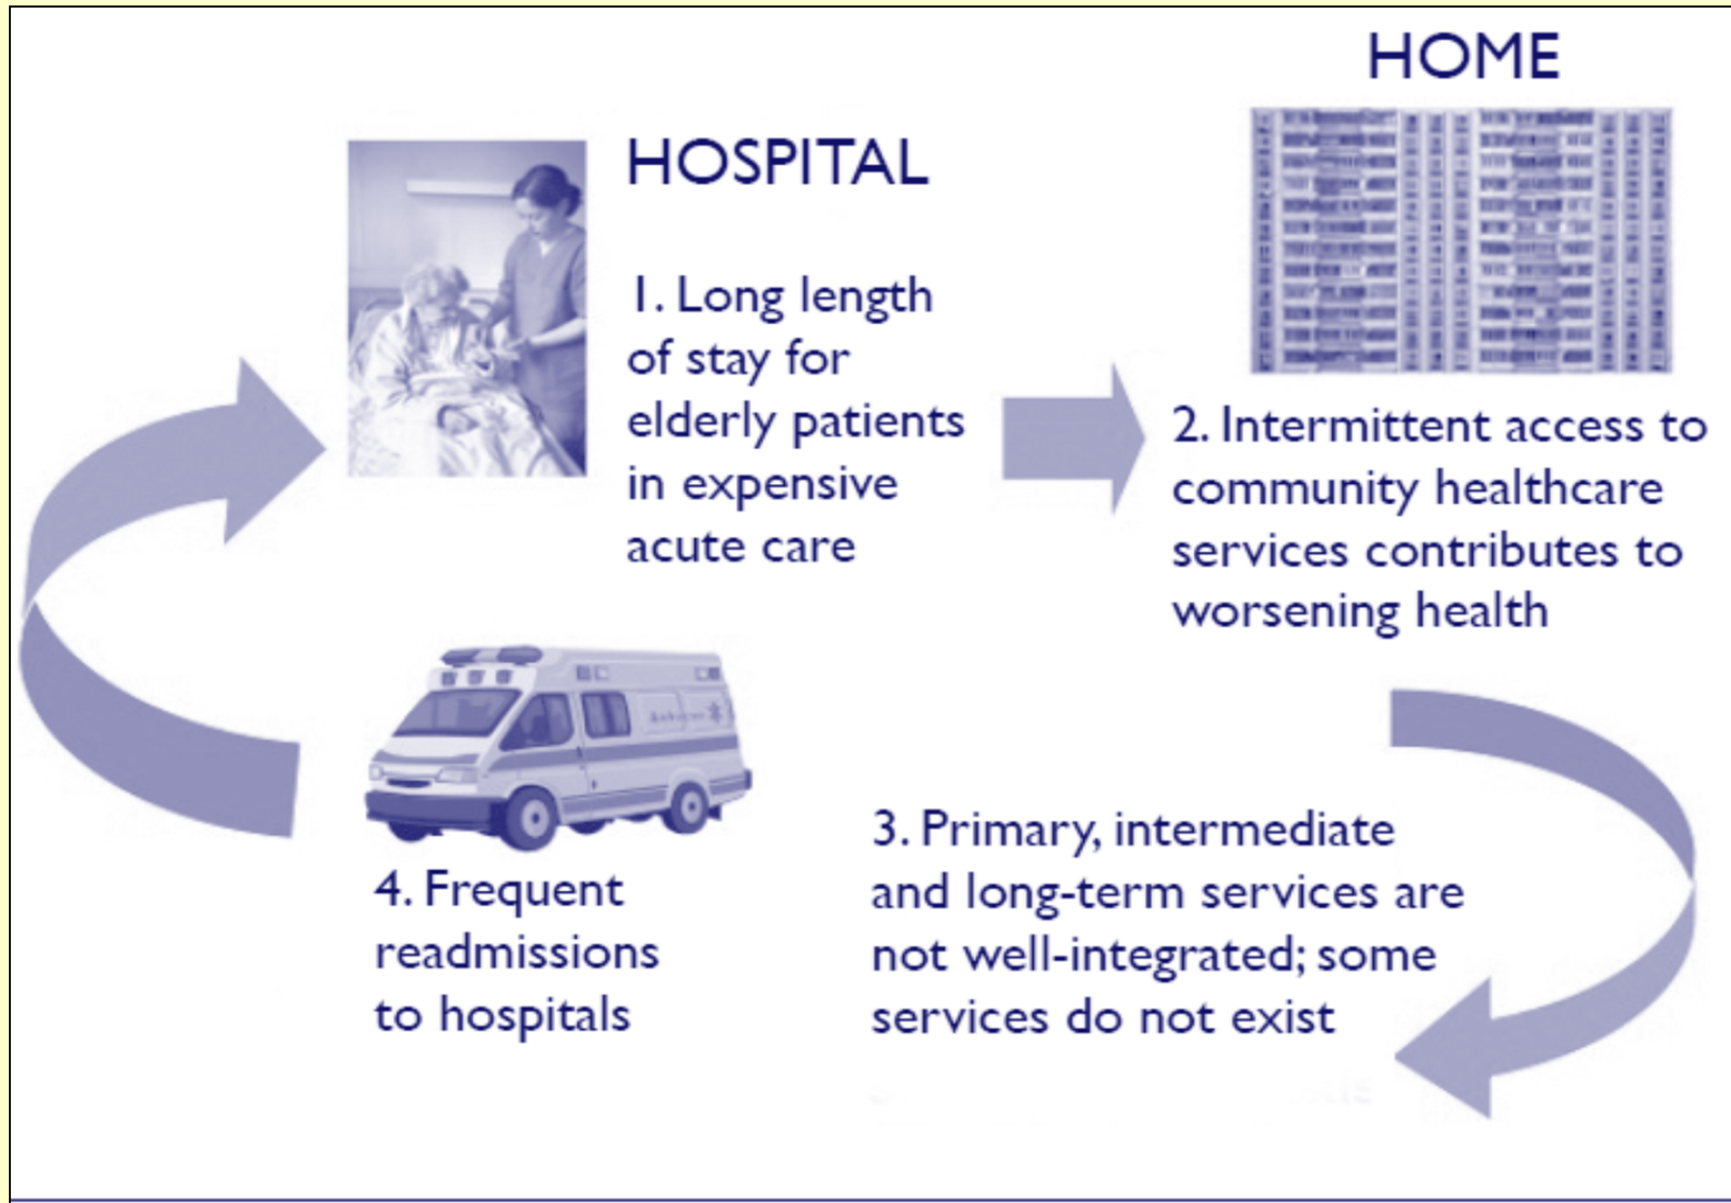 HOME
HOSPITAL
1. Long length
of stay for
elderly patients
in expensive
acute care
2. Intermittent access to
community healthcare
services contributes to
worsening health
3. Primary, intermediate
and long-term services are
not well-integrated; some
services do not exist
4. Frequent
readmissions
to hospitals